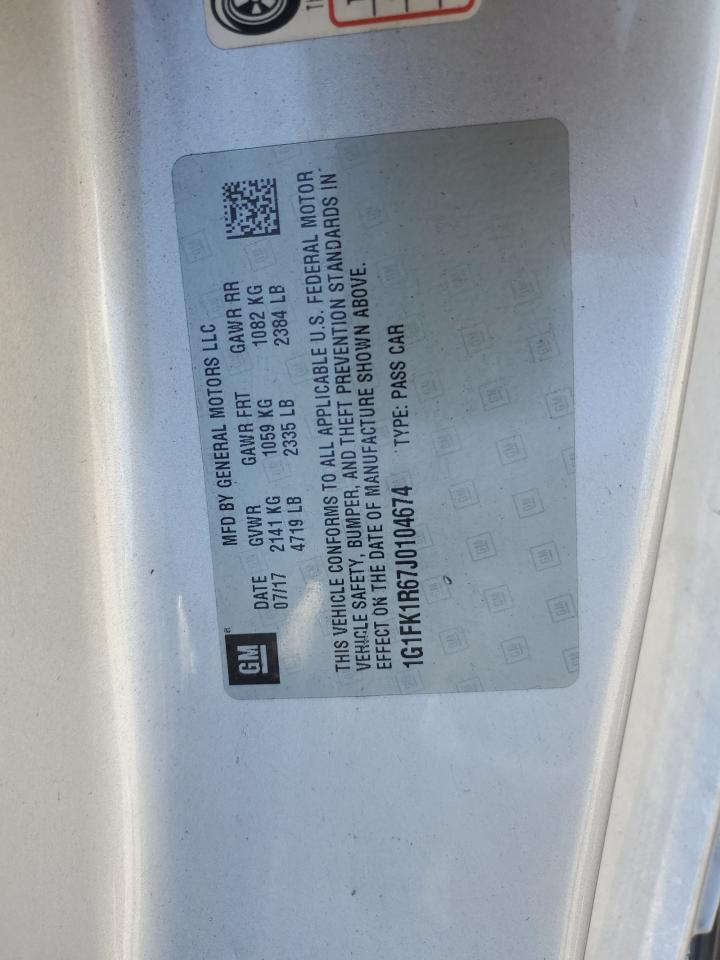 MFD BY GENERAL MOTORS LLC
DATE GVWR GAWR FRT GAWR RR
07/17 2141 KG 1059 KG 1082 KG
4719 LB 2335 LB 2384 LB
GM
THIS VEHICLE CONFORMS TO ALL APPLICABLE U.S. FEDERAL MOTOR
VEHICLE SAFETY, BUMPER, AND THEFT PREVENTION STANDARDS IN
EFFECT ON THE DATE OF MANUFACTURE SHOWN ABOVE.
1G1FK1R67J0104674 TYPE: PASS CAR